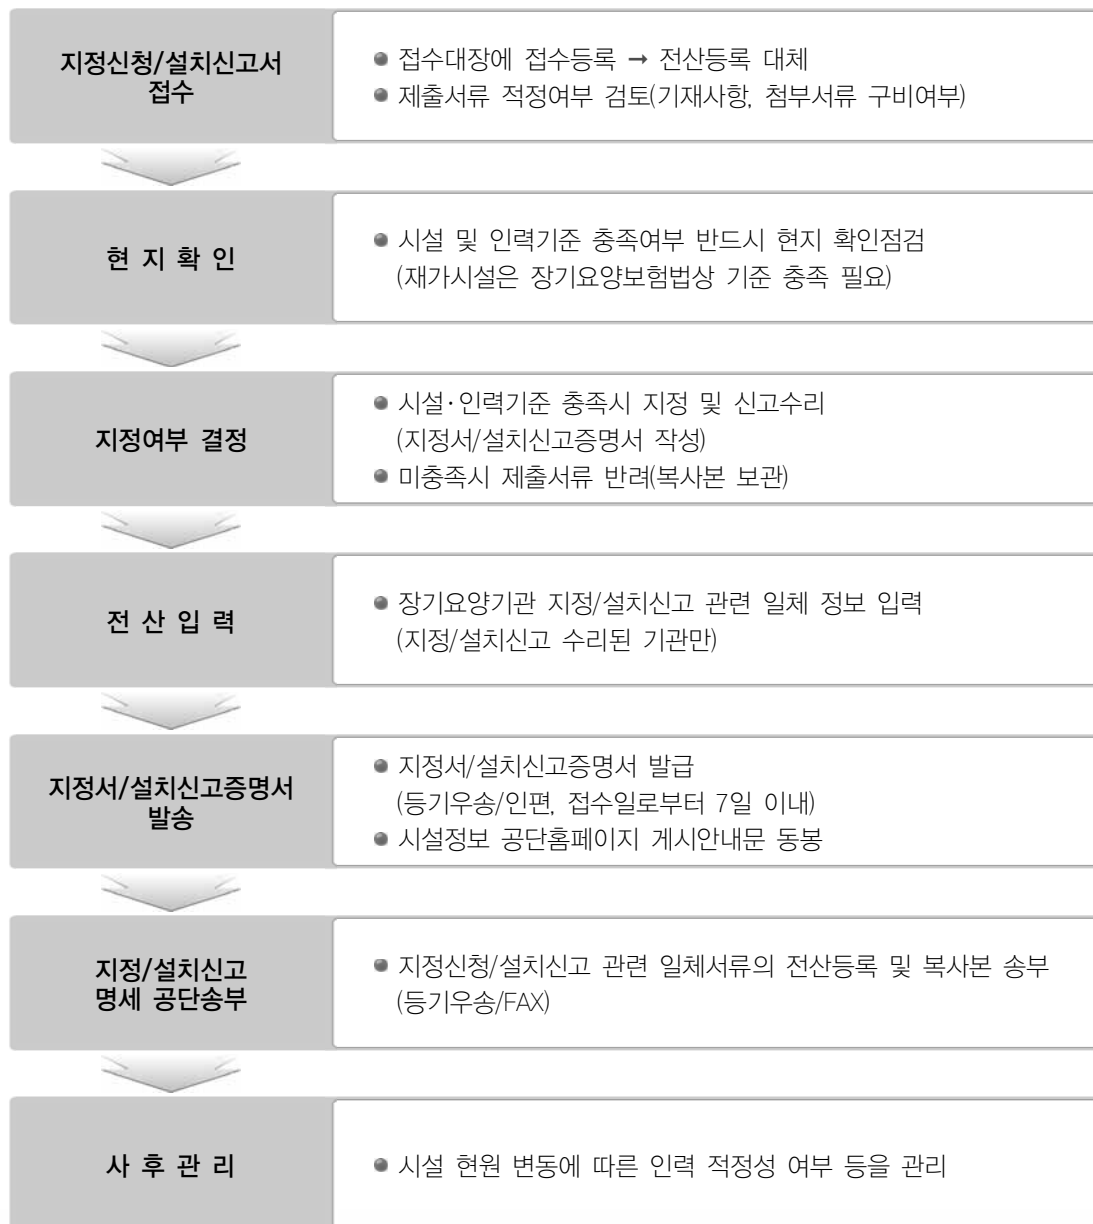 지정신청/설치신고서
접수
● 접수대장에 접수등록 → 전산등록 대체
● 제출서류 적정여부 검토(기재사항, 첨부서류 구비여부)
현 지 확 인
● 시설 및 인력기준 충족여부 반드시 현지 확인점검
(재가시설은 장기요양보험법상 기준 충족 필요)
지정여부 결정
● 시설·인력기준 충족시 지정 및 신고수리
(지정서/설치신고증명서 작성)
● 미충족시 제출서류 반려(복사본 보관)
전 산 입 력
● 장기요양기관 지정/설치신고 관련 일체 정보 입력
(지정/설치신고 수리된 기관만)
지정서/설치신고증명서
발송
● 지정서/설치신고증명서 발급
(등기우송/인편, 접수일로부터 7일 이내)
● 시설정보 공단홈페이지 게시안내문 동봉
지정/설치신고
명세 공단송부
● 지정신청/설치신고 관련 일체서류의 전산등록 및 복사본 송부
(등기우송/FAX)
사 후 관 리
● 시설 현원 변동에 따른 인력 적정성 여부 등을 관리